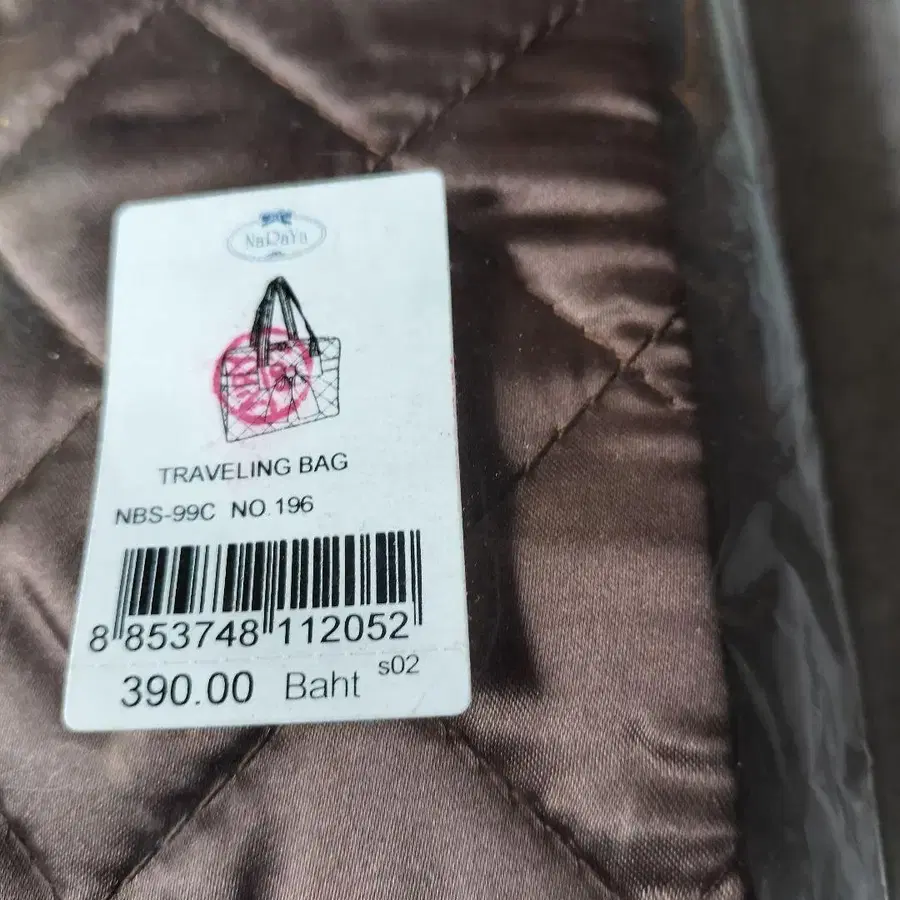 NaRaYa
TRAVELING BAG
NBS-99C NO.196
8 853748 112052
390.00 Baht s02